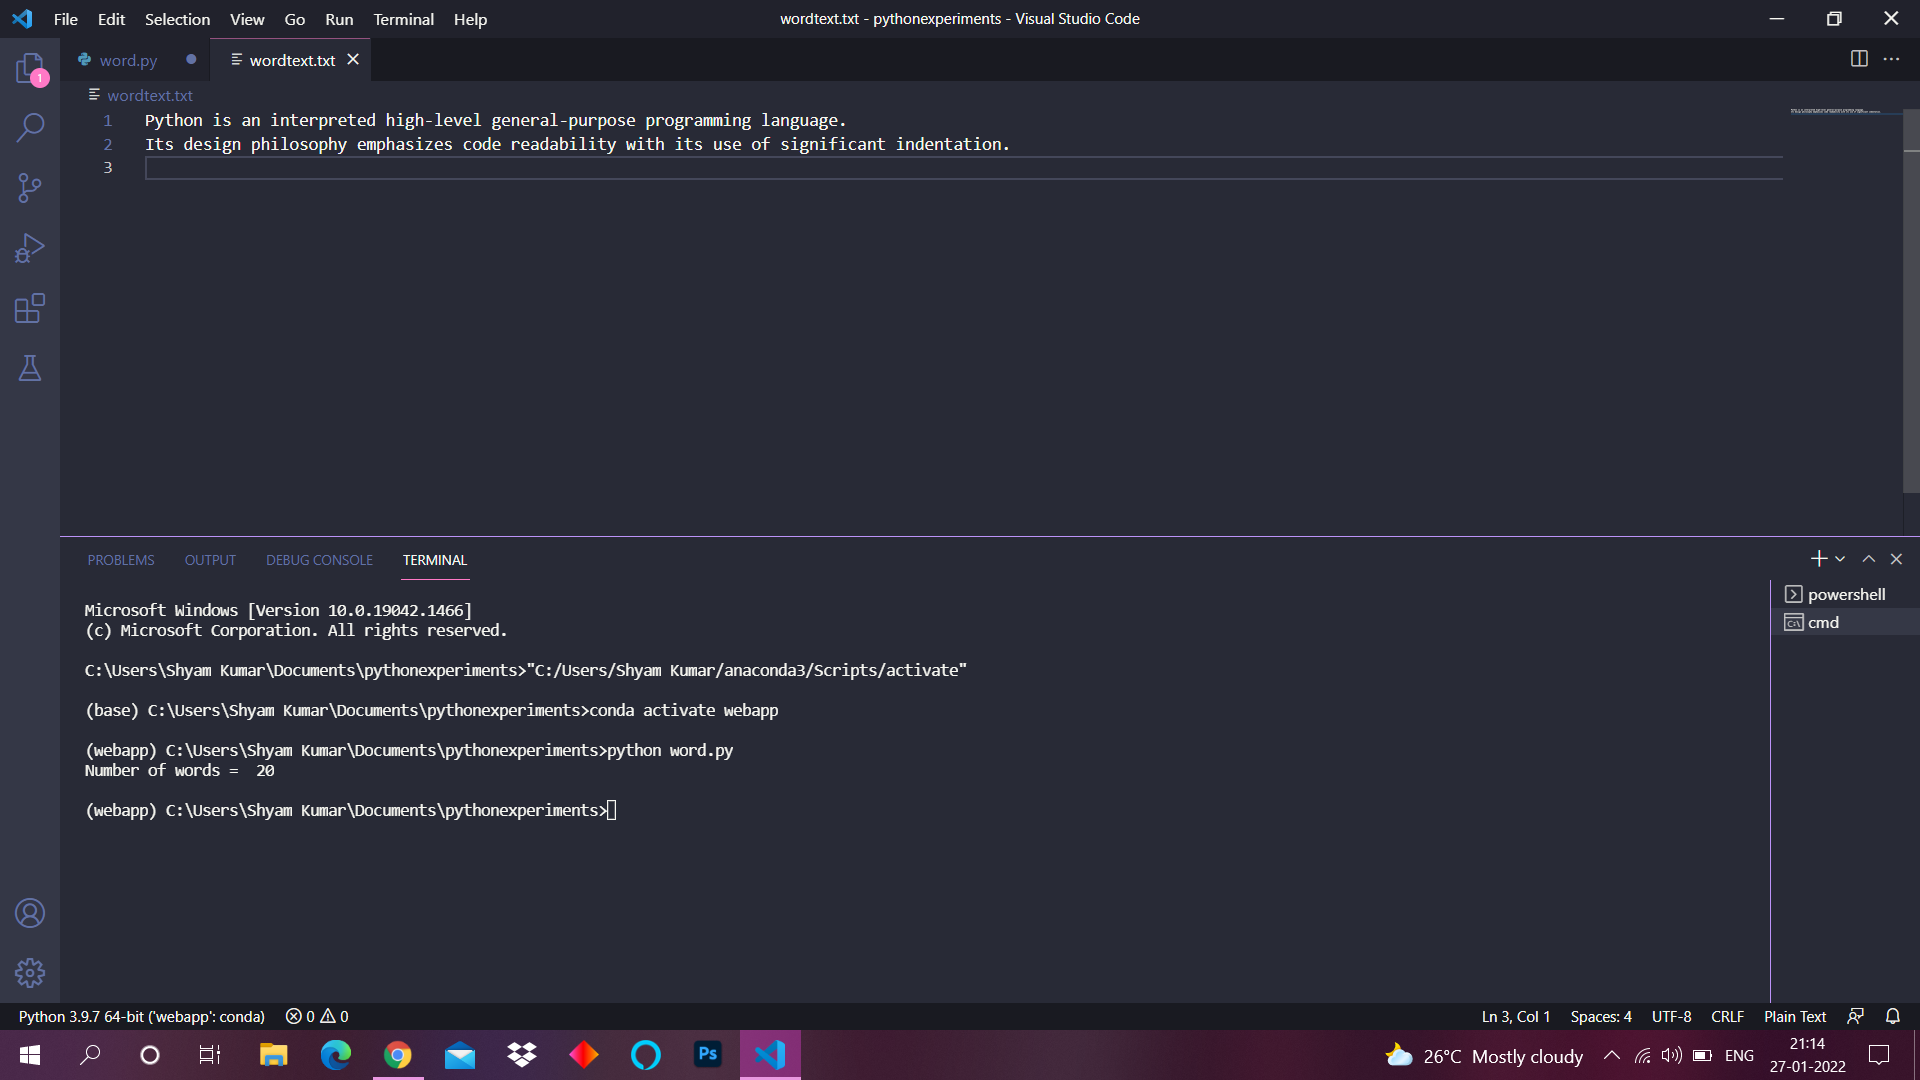 File Edit Selection View Go Run Terminal Help
wordtext.txt - pythonexperiments - Visual Studio Code
1
word.py
wordtext.txt
wordtext.txt
1 Python is an interpreted high-level general-purpose programming language.
2 Its design philosophy emphasizes code readability with its use of significant indentation.
3
PROBLEMS OUTPUT DEBUG CONSOLE TERMINAL
powershell
cmd
Microsoft Windows [Version 10.0.19042.1466]
(c) Microsoft Corporation. All rights reserved.
C:\Users\Shyam Kumar\Documents\pythonexperiments>"C:/Users/Shyam Kumar/anaconda3/Scripts/activate"
(base) C:\Users\Shyam Kumar\Documents\pythonexperiments>conda activate webapp
(webapp) C:\Users\Shyam Kumar\Documents\pythonexperiments>python word.py
Number of words =  20
(webapp) C:\Users\Shyam Kumar\Documents\pythonexperiments>
Python 3.9.7 64-bit ('webapp': conda) 0 0 Ln 3, Col 1 Spaces: 4 UTF-8 CRLF Plain Text
Ps
26°C Mostly cloudy
ENG
21:14
27-01-2022